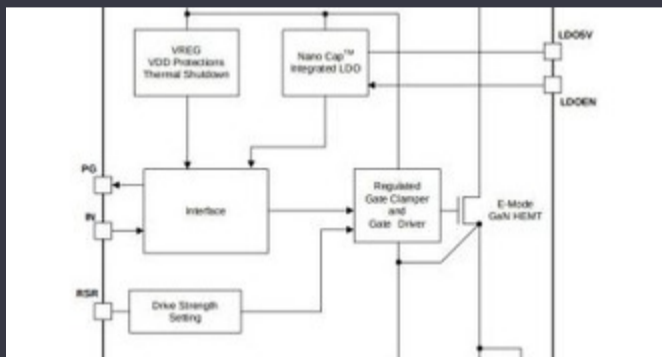 LDO5V
VREG
VDD Protections
Thermal Shutdown
Nano Cap™
Integrated LDO
LDOEN
PG
Interface
Regulated
Gate Clamper
and
Gate Driver
E-Mode
GaN HEMT
IN
RSR
Drive Strength
Setting